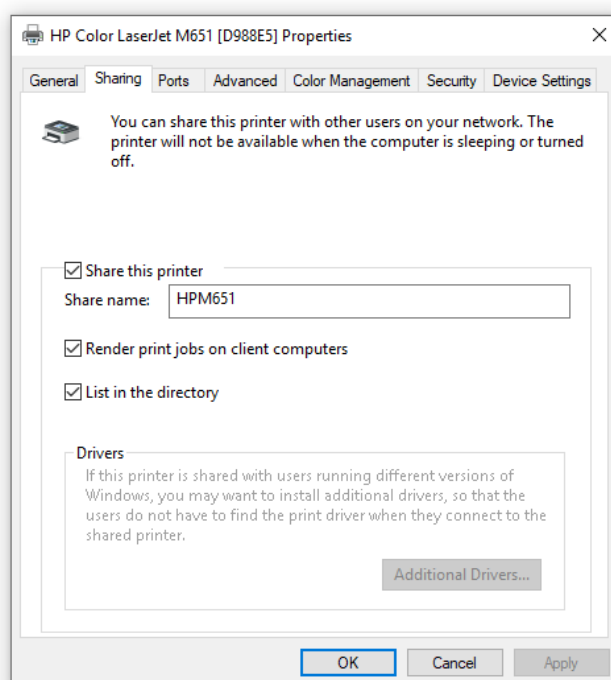 HP Color LaserJet M651 [D988E5] Properties
General Sharing Ports Advanced Color Management Security Device Settings
You can share this printer with other users on your network. The
printer will not be available when the computer is sleeping or turned
off.
Share this printer
Share name: HPM651
Render print jobs on client computers
List in the directory
Drivers
If this printer is shared with users running different versions of
Windows, you may want to install additional drivers, so that the
users do not have to find the print driver when they connect to the
shared printer.
Additional Drivers...
OK Cancel Apply